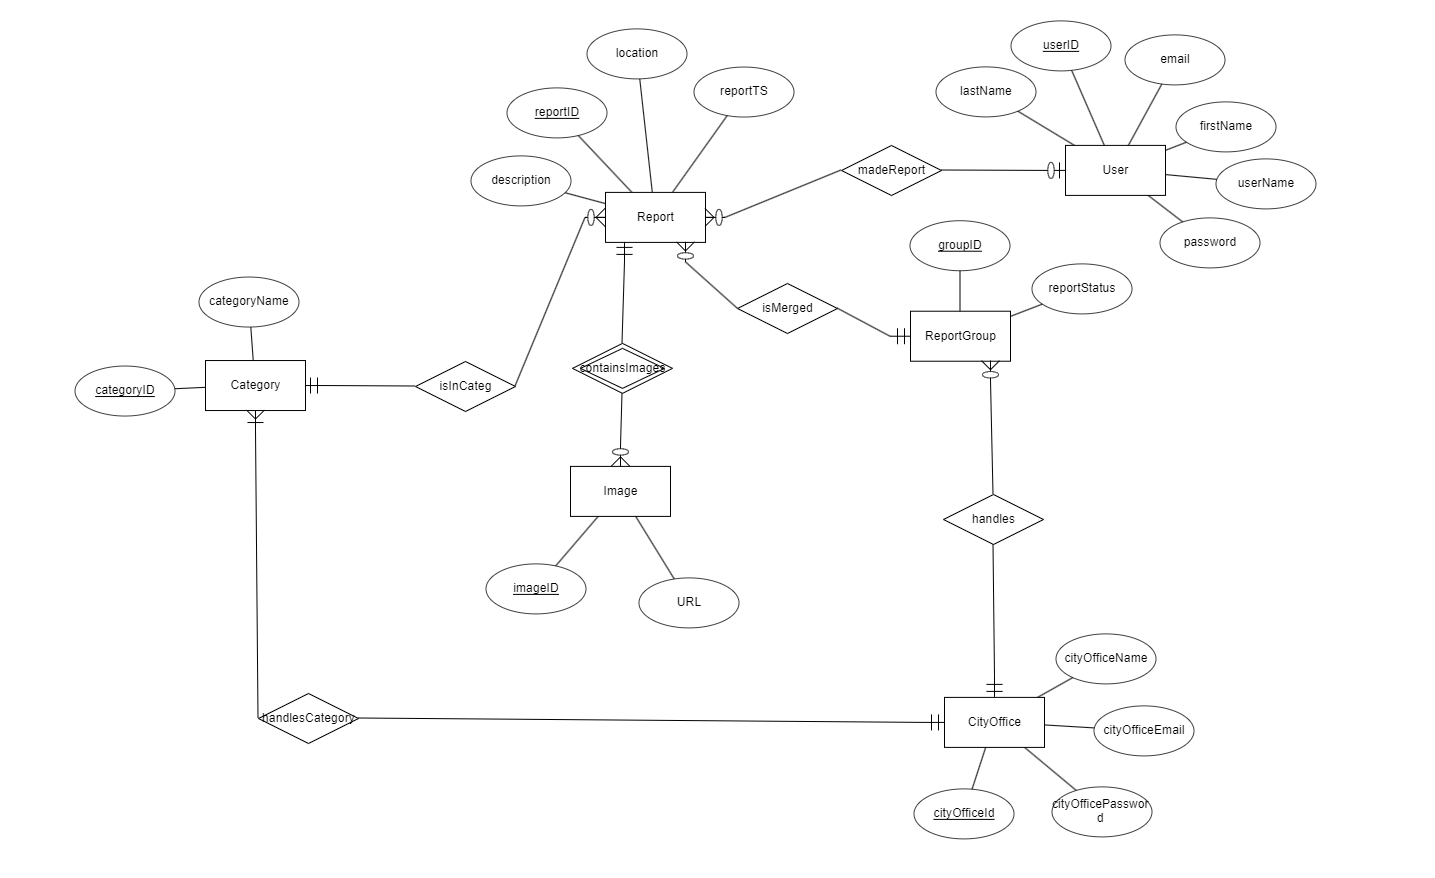 userID
location
email
lastName
reportTS
reportID
firstName
madeReport
User
description
userName
Report
password
groupID
reportStatus
categoryName
isMerged
ReportGroup
containsImages
Category
isInCateg
categoryID
Image
handles
imageID
URL
cityOfficeName
handlesCategory
CityOffice
cityOfficeEmail
cityOfficeId
cityOfficePasswor
d